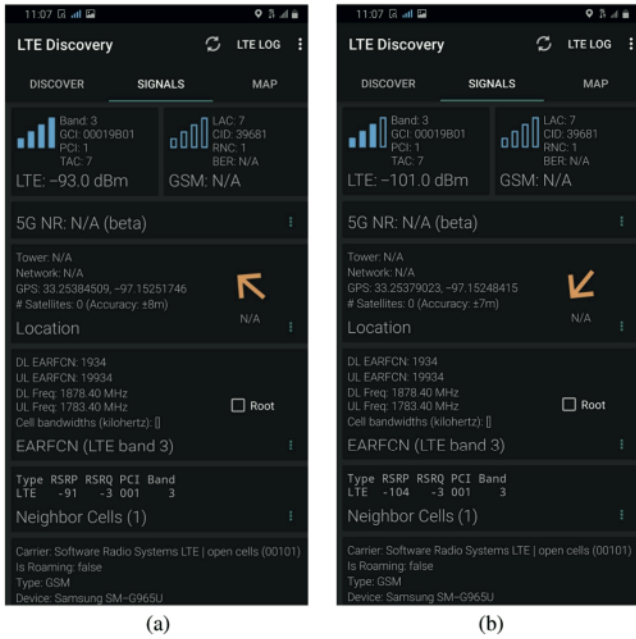 11:07
LTE Discovery LTE LOG
DISCOVER SIGNALS MAP
Band: 3
GCI: 00019B01
PCI: 1
TAC: 7
LTE: −93.0 dBm
LAC: 7
CID: 39681
RNC: 1
BER: N/A
GSM: N/A
5G NR: N/A (beta)
Tower: N/A
Network: N/A
GPS: 33.25384509, −97.15251746
# Satellites: 0 (Accuracy: ±8m)
N/A
Location
DL EARFCN: 1934
UL EARFCN: 19934
DL Freq: 1878.40 MHz
UL Freq: 1783.40 MHz
Cell bandwidths (kilohertz): []
Root
EARFCN (LTE band 3)
Type RSRP RSRQ PCI Band
LTE -91 -3 001 3
Neighbor Cells (1)
Carrier: Software Radio Systems LTE | open cells (00101)
Is Roaming: false
Type: GSM
Device: Samsung SM−G965U
(a)
11:07
LTE Discovery LTE LOG
DISCOVER SIGNALS MAP
Band: 3
GCI: 00019B01
PCI: 1
TAC: 7
LTE: −101.0 dBm
LAC: 7
CID: 39681
RNC: 1
BER: N/A
GSM: N/A
5G NR: N/A (beta)
Tower: N/A
Network: N/A
GPS: 33.25379023, −97.15248415
# Satellites: 0 (Accuracy: ±7m)
N/A
Location
DL EARFCN: 1934
UL EARFCN: 19934
DL Freq: 1878.40 MHz
UL Freq: 1783.40 MHz
Cell bandwidths (kilohertz): []
Root
EARFCN (LTE band 3)
Type RSRP RSRQ PCI Band
LTE -104 -3 001 3
Neighbor Cells (1)
Carrier: Software Radio Systems LTE | open cells (00101)
Is Roaming: false
Type: GSM
Device: Samsung SM−G965U
(b)